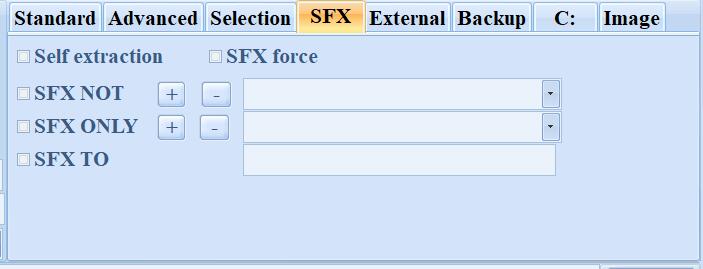 Standard Advanced Selection SFX External Backup C: Image
Self extraction SFX force
SFX NOT + -
SFX ONLY + -
SFX TO